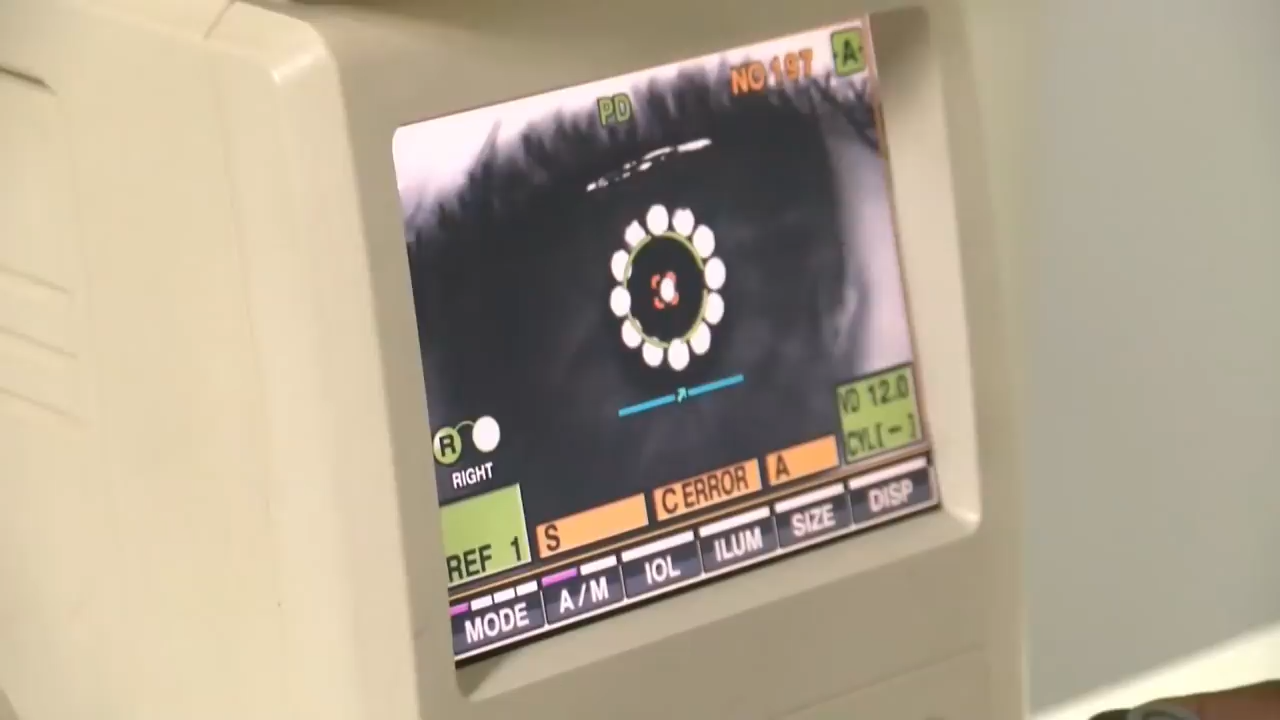 NO 197 A
PD
VD 12.0
CYL[-]
R
RIGHT
REF 1
S
C ERROR
A
MODE
A/M
IOL
ILUM
SIZE
DISP